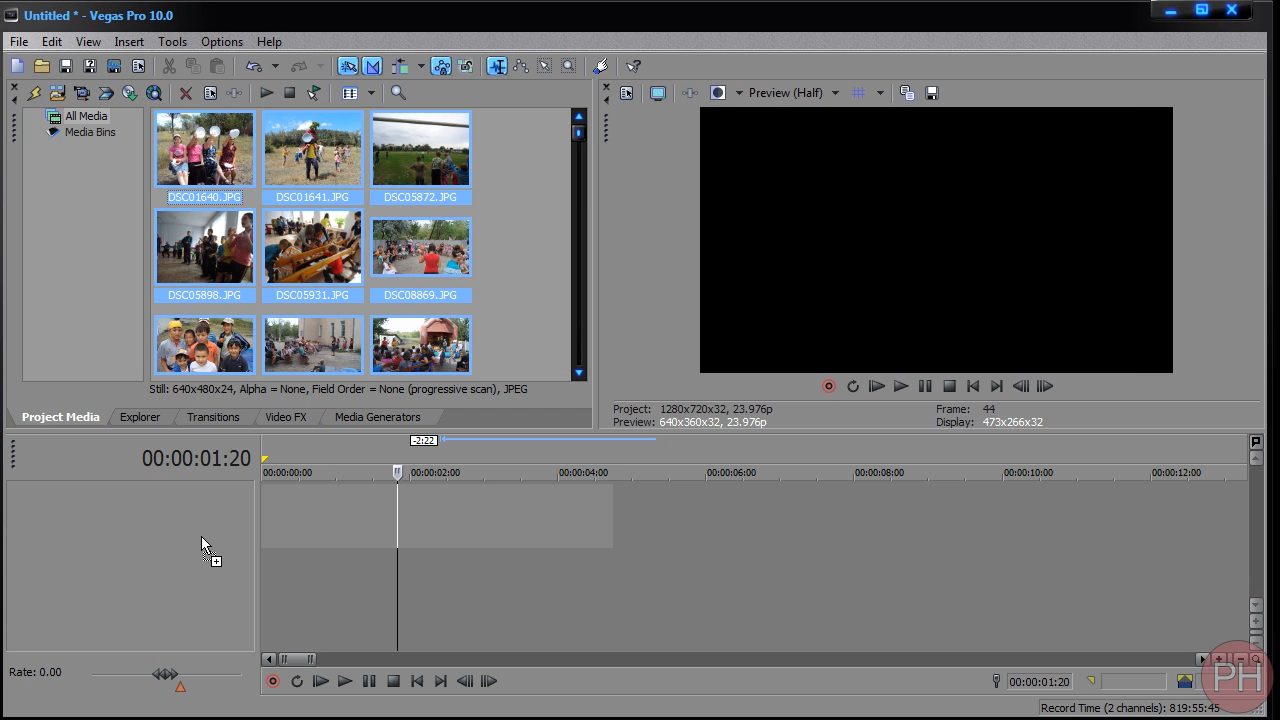 Untitled * - Vegas Pro 10.0
File Edit View Insert Tools Options Help
Preview (Half)
All Media
Media Bins
DSC01640.JPG DSC01641.JPG DSC05872.JPG
DSC05898.JPG DSC05931.JPG DSC08869.JPG
Still: 640x480x24, Alpha = None, Field Order = None (progressive scan), JPEG
Project Media Explorer Transitions Video FX Media Generators
Project: 1280x720x32, 23.976p Frame: 44
Preview: 640x360x32, 23.976p Display: 473x266x32
-2:22
00:00:01:20
00:00:00:00 00:00:02:00 00:00:04:00 00:00:06:00 00:00:08:00 00:00:10:00 00:00:12:00
Rate: 0.00
00:00:01:20
PH
Record Time (2 channels): 819:55:45